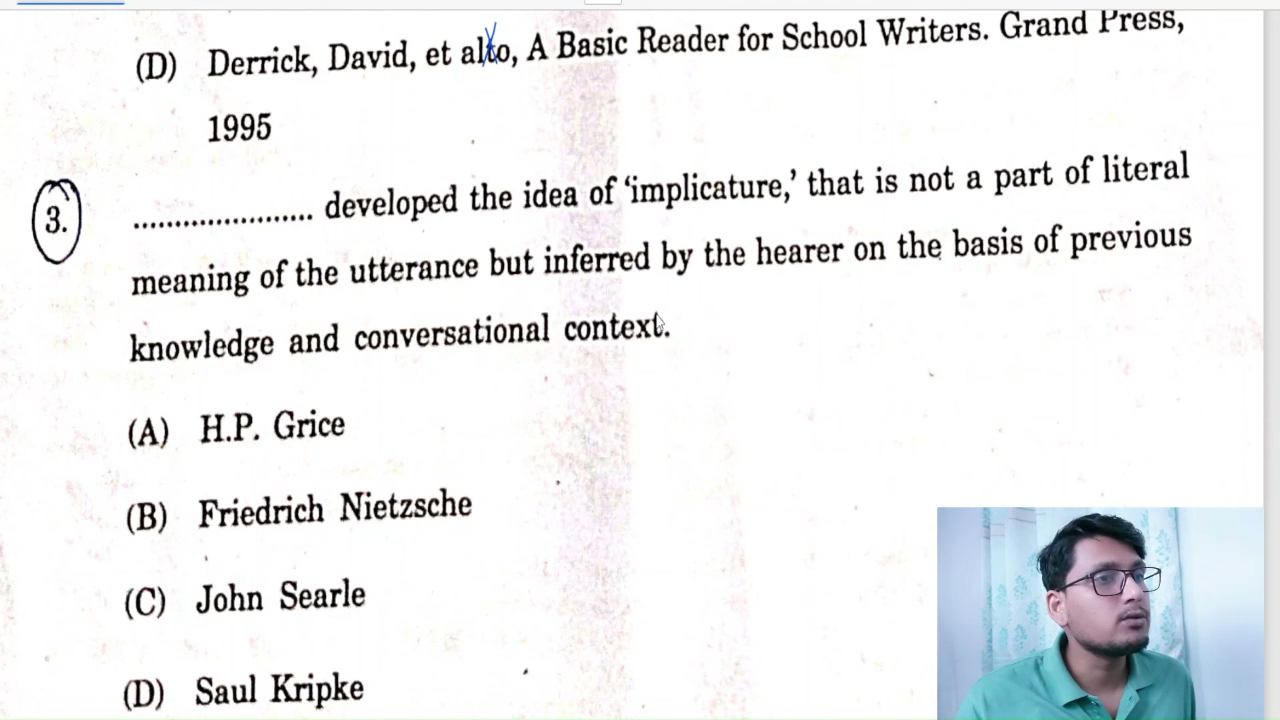 (D) Derrick, David, et alto, A Basic Reader for School Writers. Grand Press,
1995
3. ...................... developed the idea of ‘implicature,’ that is not a part of literal
meaning of the utterance but inferred by the hearer on the basis of previous
knowledge and conversational context.
(A) H.P. Grice
(B) Friedrich Nietzsche
(C) John Searle
(D) Saul Kripke